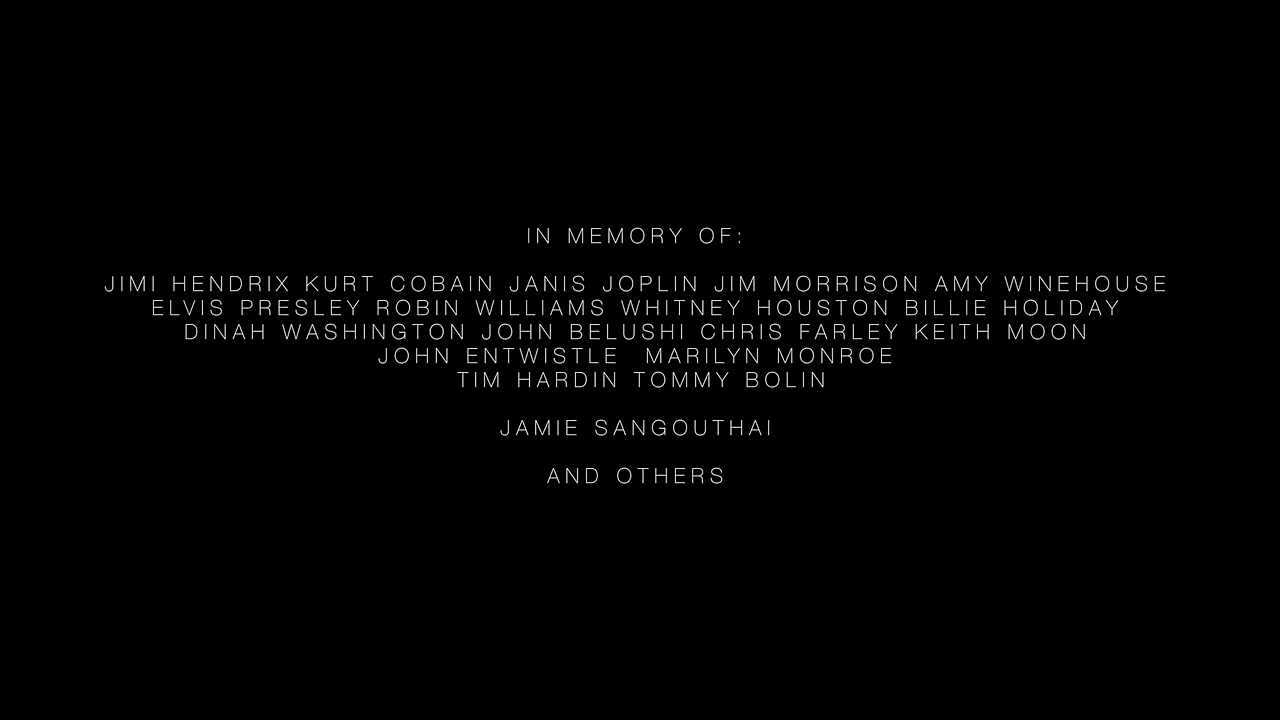 IN MEMORY OF:
JIMI HENDRIX KURT COBAIN JANIS JOPLIN JIM MORRISON AMY WINEHOUSE
ELVIS PRESLEY ROBIN WILLIAMS WHITNEY HOUSTON BILLIE HOLIDAY
DINAH WASHINGTON JOHN BELUSHI CHRIS FARLEY KEITH MOON
JOHN ENTWISTLE MARILYN MONROE
TIM HARDIN TOMMY BOLIN
JAMIE SANGOUTHAI
AND OTHERS